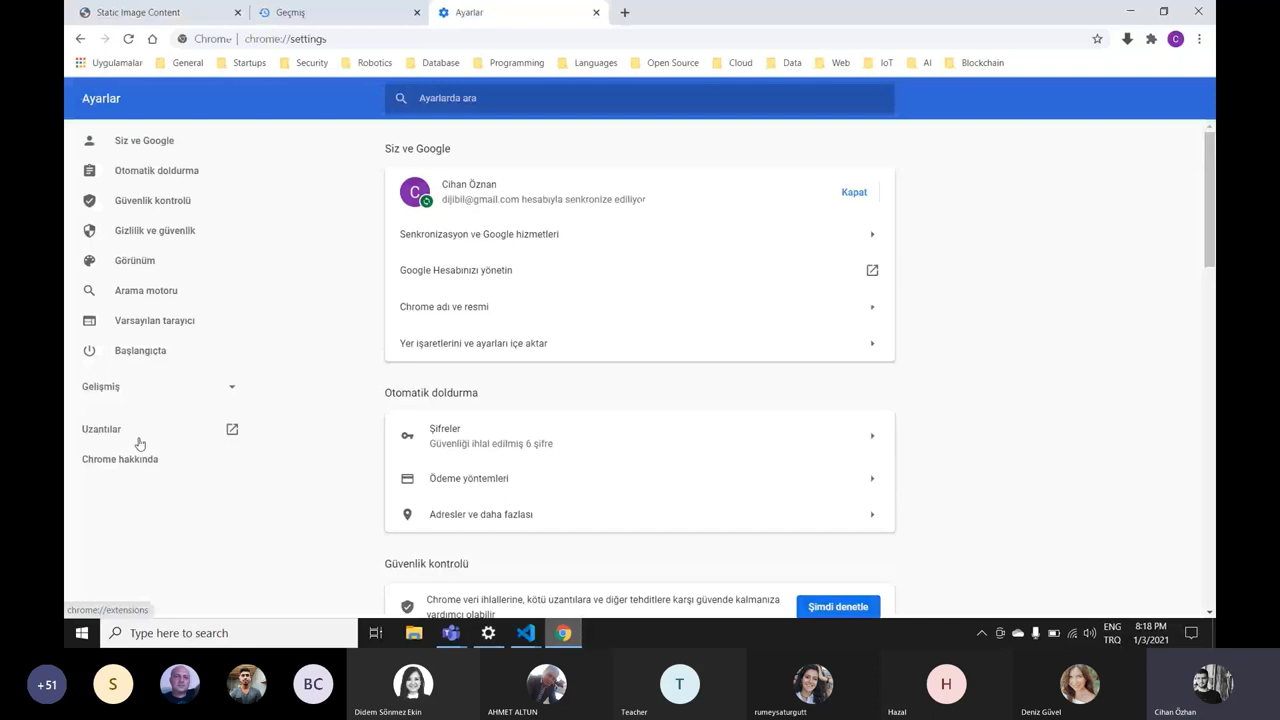 Static Image Content
Geçmiş
Ayarlar
Chrome | chrome://settings
C
Uygulamalar General Startups Security Robotics Database Programming Languages Open Source Cloud Data Web IoT AI Blockchain
Ayarlar
Ayarlarda ara
Siz ve Google
Otomatik doldurma
Güvenlik kontrolü
Gizlilik ve güvenlik
Görünüm
Arama motoru
Varsayılan tarayıcı
Başlangıçta
Gelişmiş
Uzantılar
Chrome hakkında
Siz ve Google
C
Cihan Öznan
dijibil@gmail.com hesabıyla senkronize ediliyor
Kapat
Senkronizasyon ve Google hizmetleri
Google Hesabınızı yönetin
Chrome adı ve resmi
Yer işaretlerini ve ayarları içe aktar
Otomatik doldurma
Şifreler
Güvenliği ihlal edilmiş 6 şifre
Ödeme yöntemleri
Adresler ve daha fazlası
Güvenlik kontrolü
Chrome veri ihlallerine, kötü uzantılara ve diğer tehditlere karşı güvende kalmanıza
yardımcı olabilir
Şimdi denetle
chrome://extensions
Type here to search
ENG
TRQ
8:18 PM
1/3/2021
+51
S
BC
Didem Sönmez Ekin
AHMET ALTUN
T
Teacher
rumeysaturgutt
H
Hazal
Deniz Güvel
Cihan Özhan